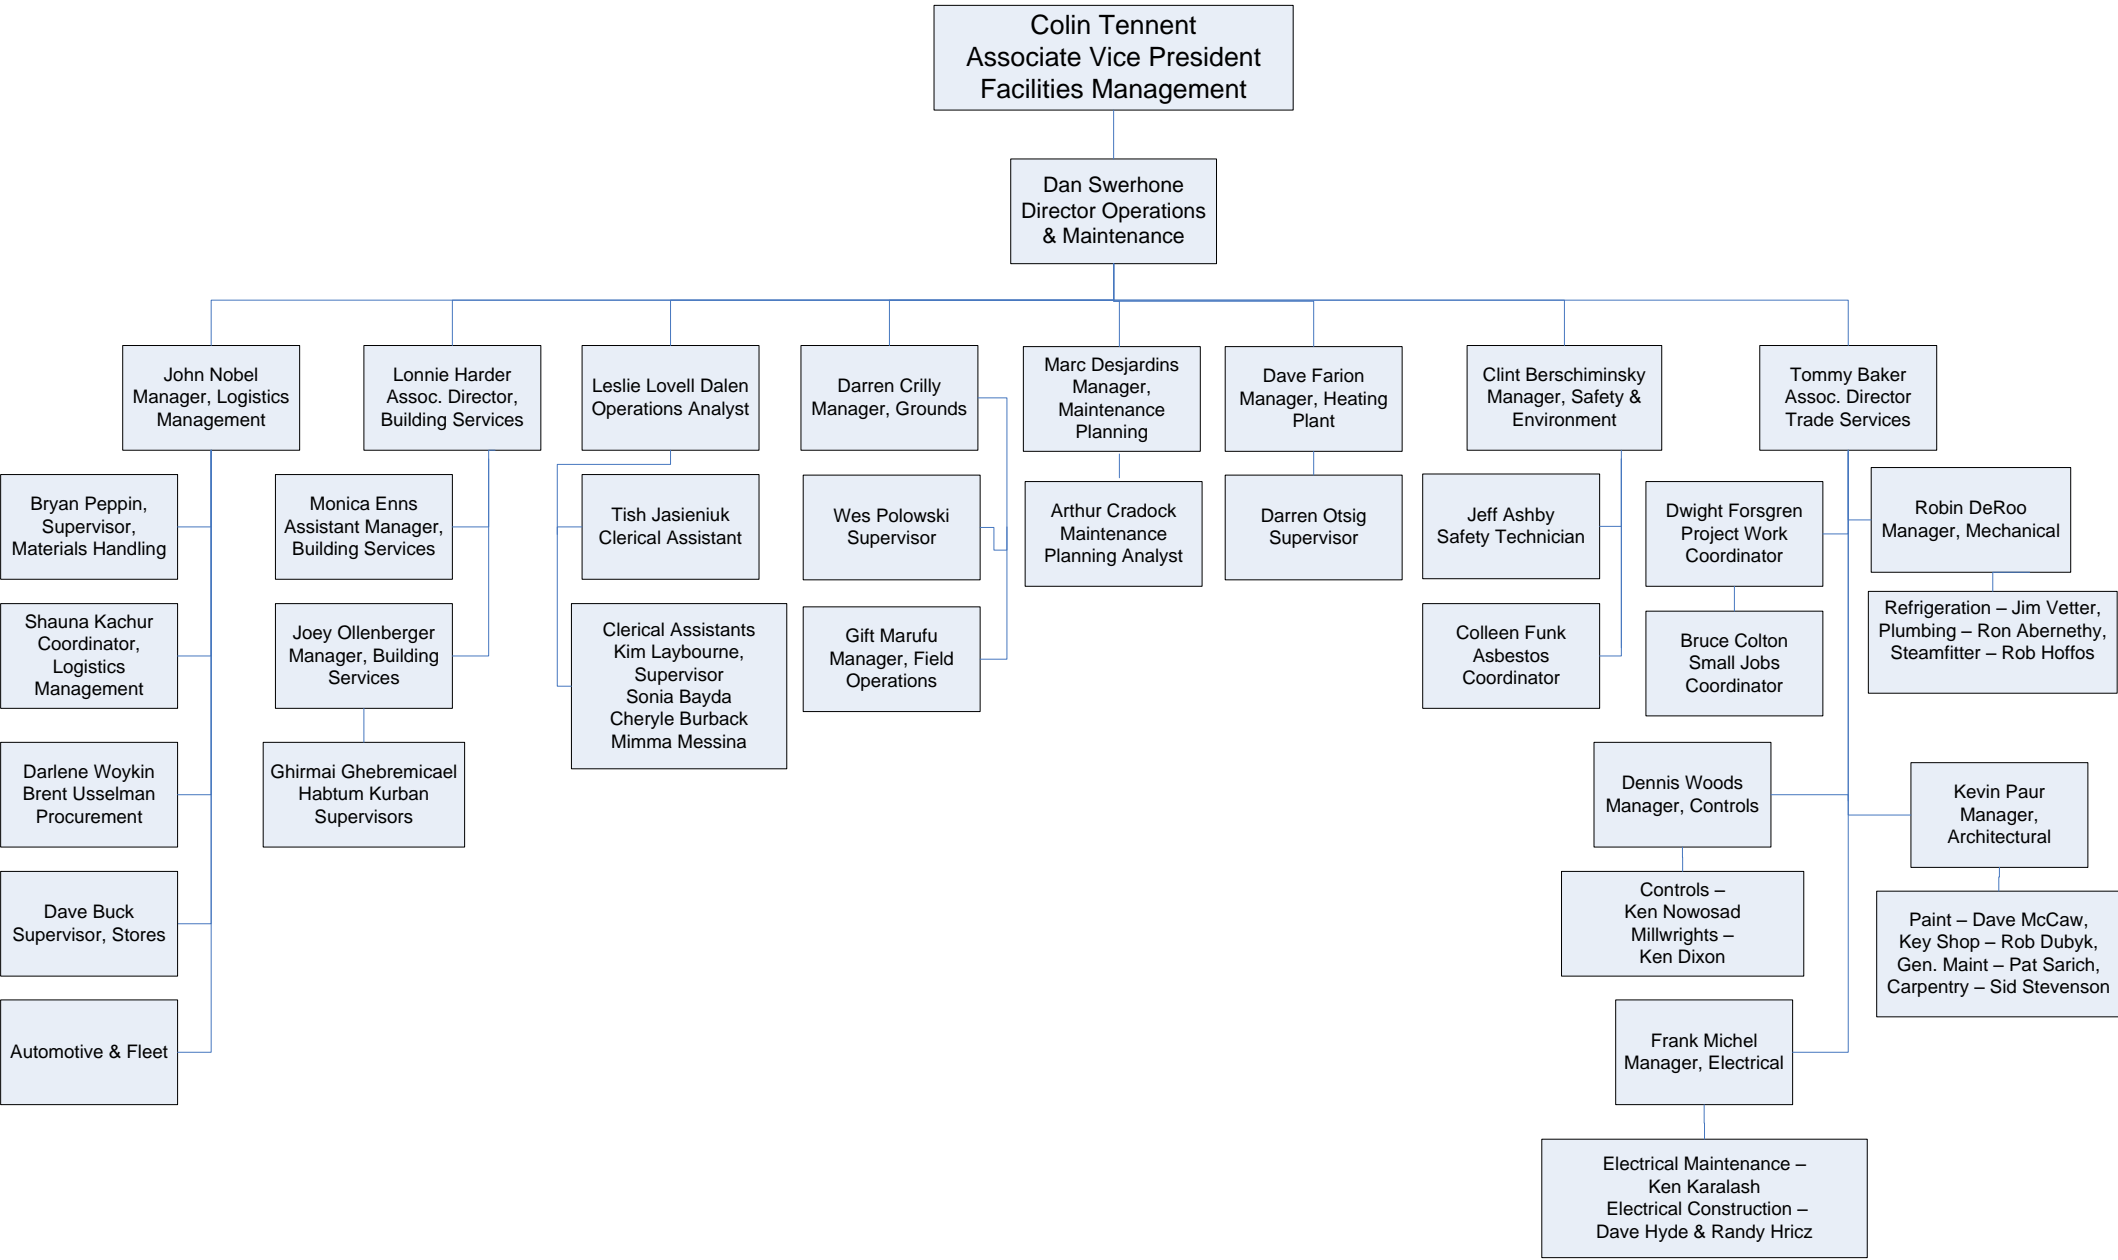 Colin Tennent
Associate Vice President
Facilities Management
Dan Swerhone
Director Operations
& Maintenance
John Nobel
Manager, Logistics
Management
Lonnie Harder
Assoc. Director,
Building Services
Leslie Lovell Dalen
Operations Analyst
Darren Crilly
Manager, Grounds
Marc Desjardins
Manager,
Maintenance
Planning
Dave Farion
Manager, Heating
Plant
Clint Berschiminsky
Manager, Safety &
Environment
Tommy Baker
Assoc. Director
Trade Services
Bryan Peppin,
Supervisor,
Materials Handling
Monica Enns
Assistant Manager,
Building Services
Tish Jasieniuk
Clerical Assistant
Wes Polowski
Supervisor
Arthur Cradock
Maintenance
Planning Analyst
Darren Otsig
Supervisor
Jeff Ashby
Safety Technician
Dwight Forsgren
Project Work
Coordinator
Robin DeRoo
Manager, Mechanical
Shauna Kachur
Coordinator,
Logistics
Management
Joey Ollenberger
Manager, Building
Services
Clerical Assistants
Kim Laybourne,
Supervisor
Sonia Bayda
Cheryle Burback
Mimma Messina
Gift Marufu
Manager, Field
Operations
Colleen Funk
Asbestos
Coordinator
Bruce Colton
Small Jobs
Coordinator
Refrigeration – Jim Vetter,
Plumbing – Ron Abernethy,
Steamfitter – Rob Hoffos
Darlene Woykin
Brent Usselman
Procurement
Ghirmai Ghebremicael
Habtum Kurban
Supervisors
Dennis Woods
Manager, Controls
Kevin Paur
Manager,
Architectural
Dave Buck
Supervisor, Stores
Controls –
Ken Nowosad
Millwrights –
Ken Dixon
Paint – Dave McCaw,
Key Shop – Rob Dubyk,
Gen. Maint – Pat Sarich,
Carpentry – Sid Stevenson
Automotive & Fleet
Frank Michel
Manager, Electrical
Electrical Maintenance –
Ken Karalash
Electrical Construction –
Dave Hyde & Randy Hricz